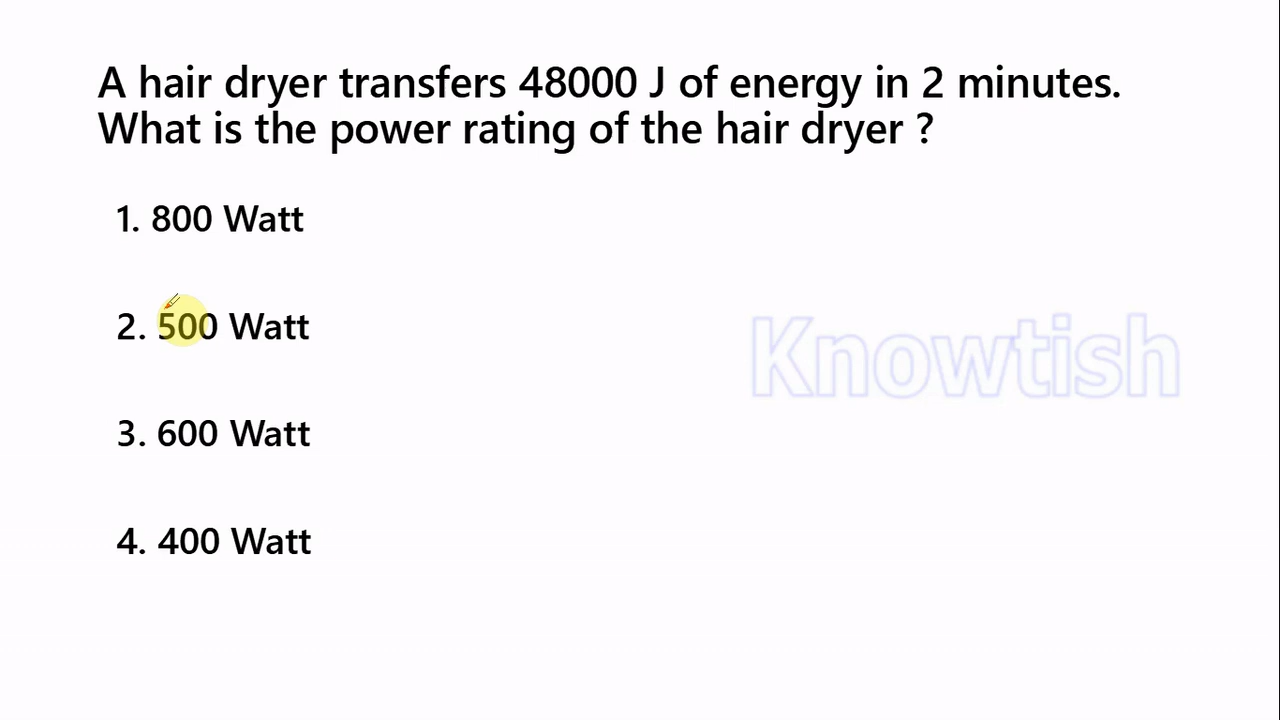 A hair dryer transfers 48000 J of energy in 2 minutes.
What is the power rating of the hair dryer ?
1. 800 Watt
2. 500 Watt
Knowtish
3. 600 Watt
4. 400 Watt